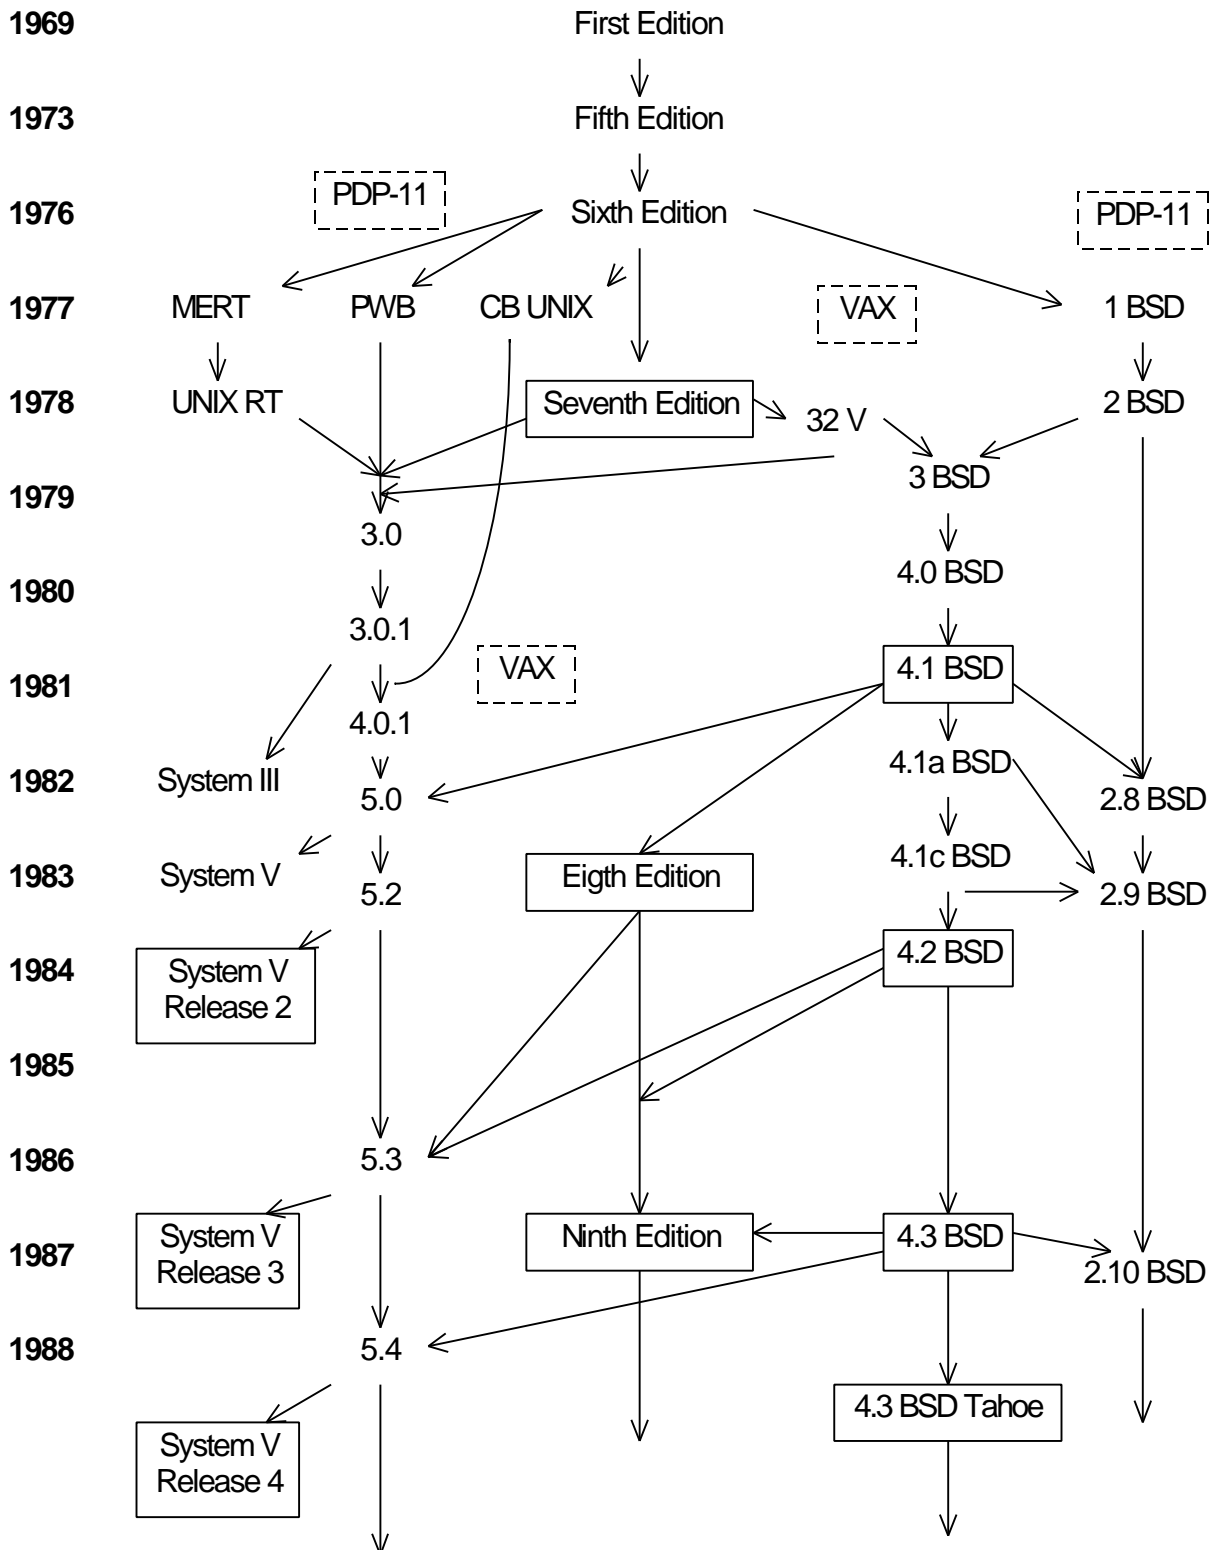 1969
First Edition
1973
Fifth Edition
PDP-11
1976
Sixth Edition
PDP-11
1977
MERT
PWB
CB UNIX
VAX
1 BSD
1978
UNIX RT
Seventh Edition
32 V
2 BSD
1979
3 BSD
3.0
1980
4.0 BSD
3.0.1
1981
VAX
4.1 BSD
4.0.1
1982
System III
5.0
4.1a BSD
2.8 BSD
1983
System V
5.2
Eigth Edition
4.1c BSD
2.9 BSD
1984
System V
Release 2
4.2 BSD
1985
1986
5.3
1987
System V
Release 3
Ninth Edition
4.3 BSD
2.10 BSD
1988
5.4
4.3 BSD Tahoe
System V
Release 4